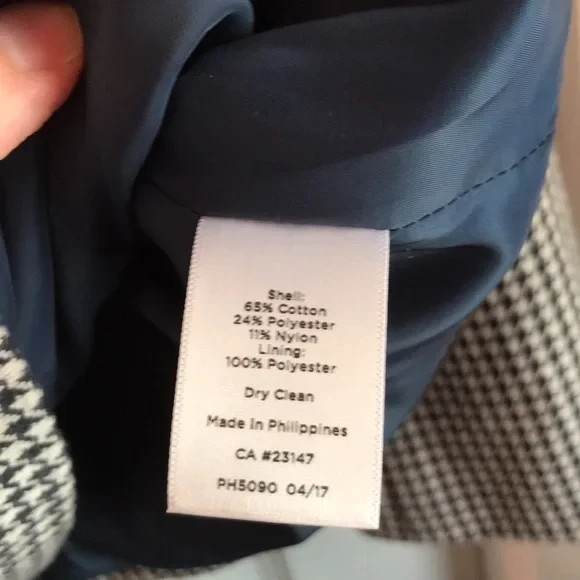 Shell:
65% Cotton
24% Polyester
11% Nylon
Lining:
100% Polyester
Dry Clean
Made In Philippines
CA #23147
PH5090 04/17